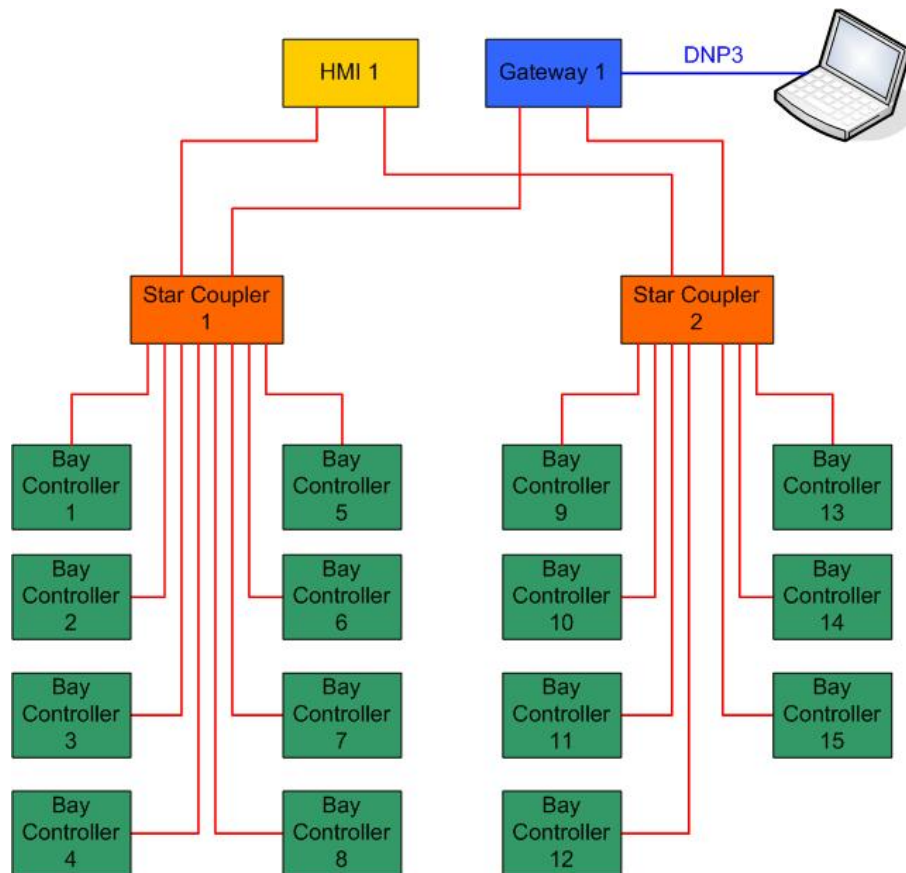 HMI 1
Gateway 1
DNP3
Star Coupler
1
Star Coupler
2
Bay
Controller
1
Bay
Controller
5
Bay
Controller
9
Bay
Controller
13
Bay
Controller
2
Bay
Controller
6
Bay
Controller
10
Bay
Controller
14
Bay
Controller
3
Bay
Controller
7
Bay
Controller
11
Bay
Controller
15
Bay
Controller
4
Bay
Controller
8
Bay
Controller
12